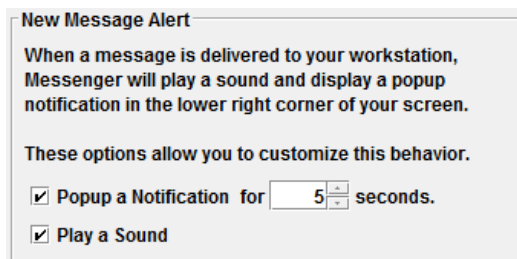 New Message Alert
When a message is delivered to your workstation,
Messenger will play a sound and display a popup
notification in the lower right corner of your screen.
These options allow you to customize this behavior.
Popup a Notification for 5 seconds.
Play a Sound